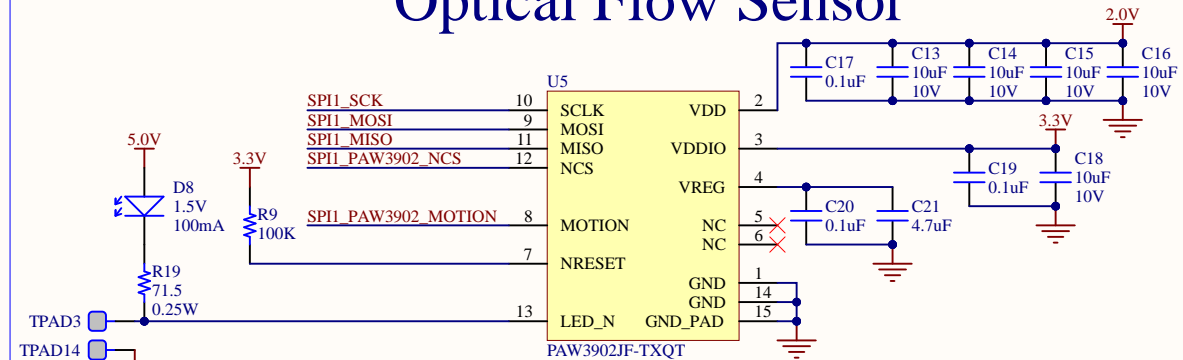 Optical Flow Sensor
2.0V
C17
0.1uF
C13
10uF
10V
C14
10uF
10V
C15
10uF
10V
C16
10uF
10V
U5
SPI1_SCK
10
SCLK
SPI1_MOSI
9
MOSI
SPI1_MISO
11
MISO
SPI1_PAW3902_NCS
12
NCS
VDD
2
VDDIO
3
3.3V
C19
0.1uF
C18
10uF
10V
VREG
4
C20
0.1uF
C21
4.7uF
5.0V
D8
1.5V
100mA
3.3V
R9
100K
SPI1_PAW3902_MOTION
8
MOTION
NC
5
NC
6
7
NRESET
GND
1
GND
14
GND_PAD
15
R19
71.5
0.25W
TPAD3
13
LED_N
TPAD14
PAW3902JF-TXQT